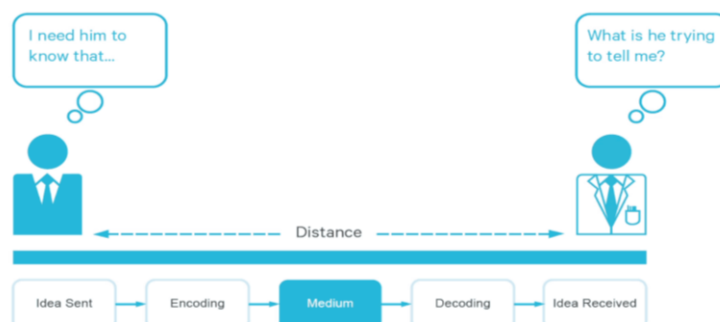 I need him to
know that...
What is he trying
to tell me?
Distance
Idea Sent
Encoding
Medium
Decoding
Idea Received